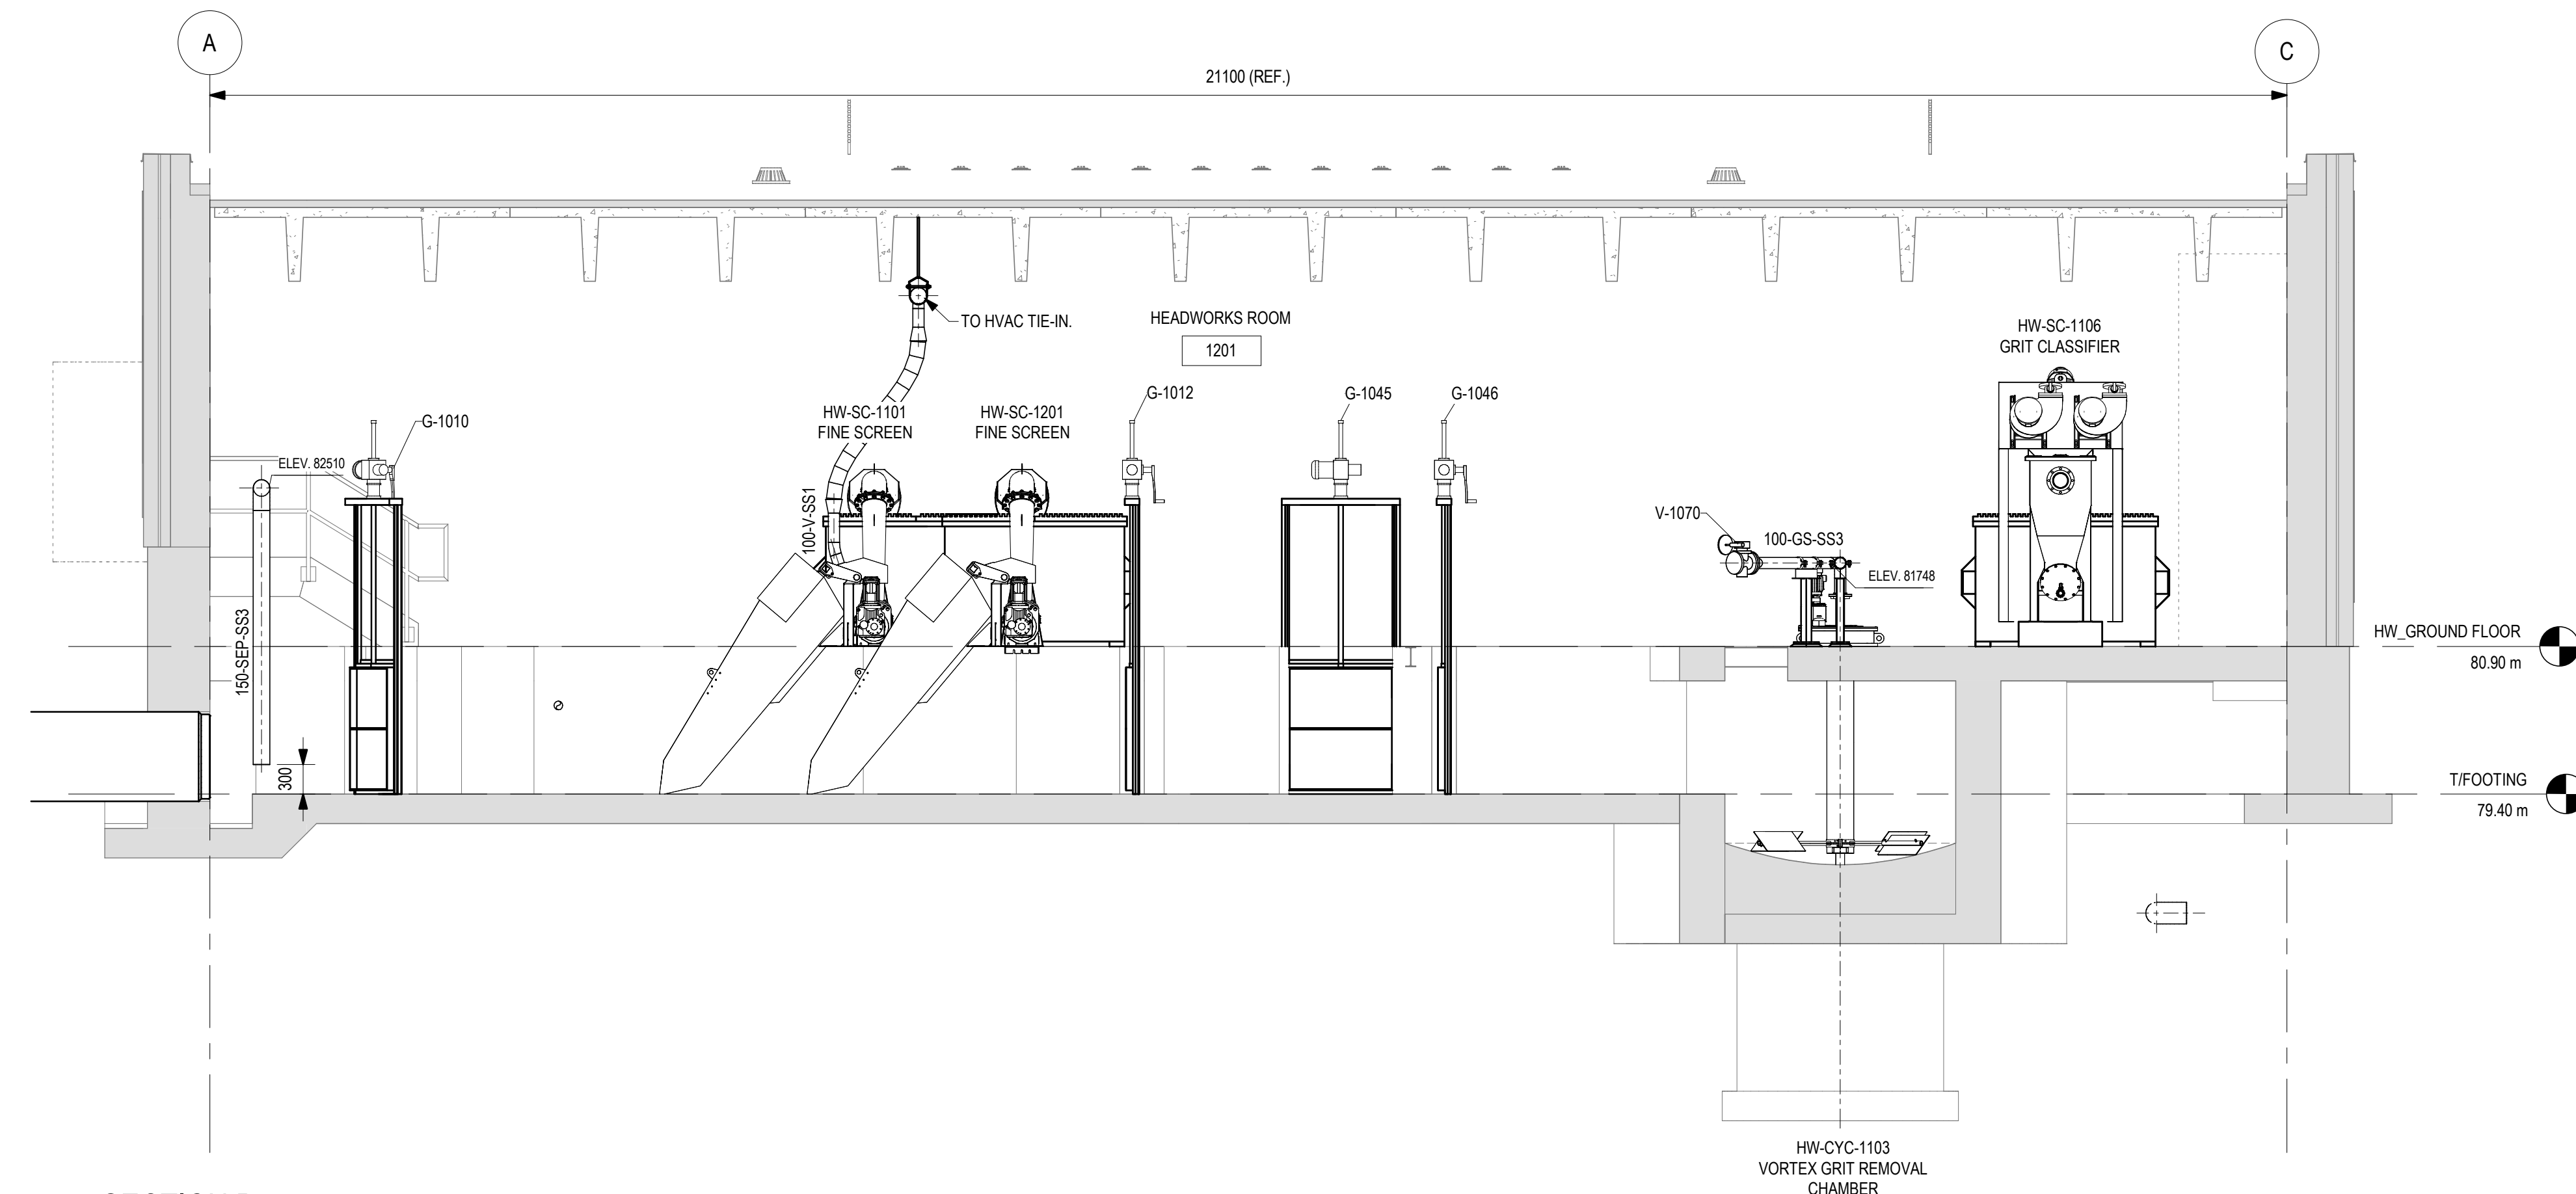 A
C
21100 (REF.)
TO HVAC TIE-IN.
HEADWORKS ROOM
1201
HW-SC-1106
GRIT CLASSIFIER
G-1010
HW-SC-1101
FINE SCREEN
HW-SC-1201
FINE SCREEN
G-1012
G-1045
G-1046
ELEV. 82510
100-V-SS1
V-1070
100-GS-SS3
ELEV. 81748
150-SEP-SS3
HW_GROUND FLOOR
80.90 m
300
T/FOOTING
79.40 m
HW-CYC-1103
VORTEX GRIT REMOVAL
CHAMBER